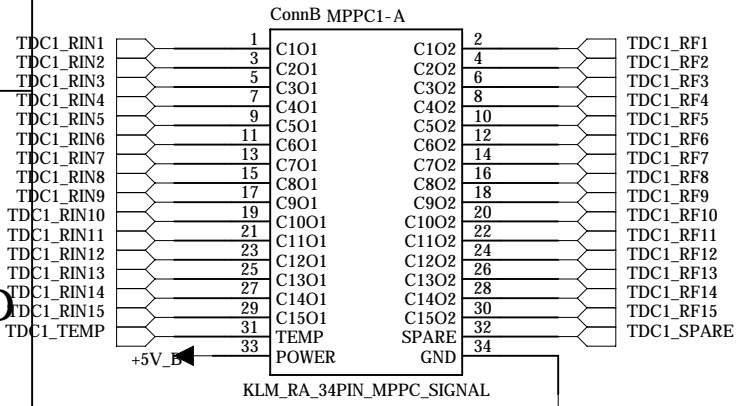 ConnB MPPC1-A
TDC1_RIN1 1 C1O1 C1O2 2 TDC1_RF1
TDC1_RIN2 3 C2O1 C2O2 4 TDC1_RF2
TDC1_RIN3 5 C3O1 C3O2 6 TDC1_RF3
TDC1_RIN4 7 C4O1 C4O2 8 TDC1_RF4
TDC1_RIN5 9 C5O1 C5O2 10 TDC1_RF5
TDC1_RIN6 11 C6O1 C6O2 12 TDC1_RF6
TDC1_RIN7 13 C7O1 C7O2 14 TDC1_RF7
TDC1_RIN8 15 C8O1 C8O2 16 TDC1_RF8
TDC1_RIN9 17 C9O1 C9O2 18 TDC1_RF9
TDC1_RIN10 19 C10O1 C10O2 20 TDC1_RF10
TDC1_RIN11 21 C11O1 C11O2 22 TDC1_RF11
TDC1_RIN12 23 C12O1 C12O2 24 TDC1_RF12
TDC1_RIN13 25 C13O1 C13O2 26 TDC1_RF13
TDC1_RIN14 27 C14O1 C14O2 28 TDC1_RF14
D
TDC1_RIN15 29 C15O1 C15O2 30 TDC1_RF15
TDC1_TEMP 31 TEMP SPARE 32 TDC1_SPARE
+5V_B 33 POWER GND 34
KLM_RA_34PIN_MPPC_SIGNAL